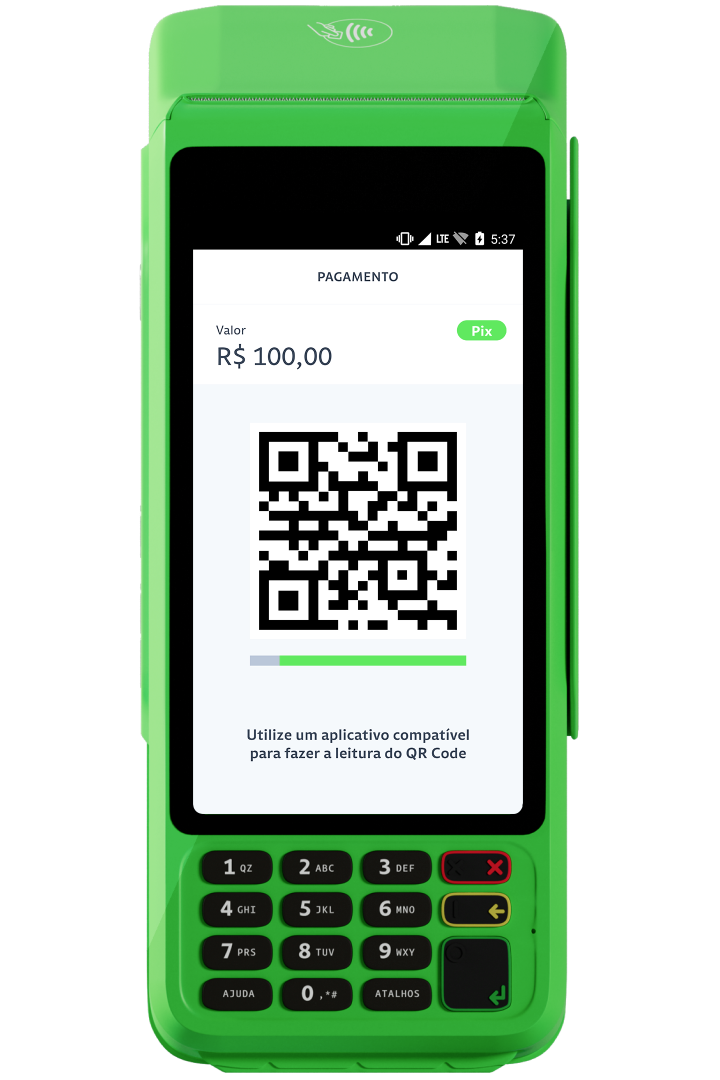 LTE 5:37
PAGAMENTO
Valor
Pix
R$ 100,00
Utilize um aplicativo compatível
para fazer a leitura do QR Code
1 QZ 2 ABC 3 DEF X
4 GHI 5 JKL 6 MNO
7 PRS 8 TUV 9 WXY
AJUDA 0 ,*# ATALHOS